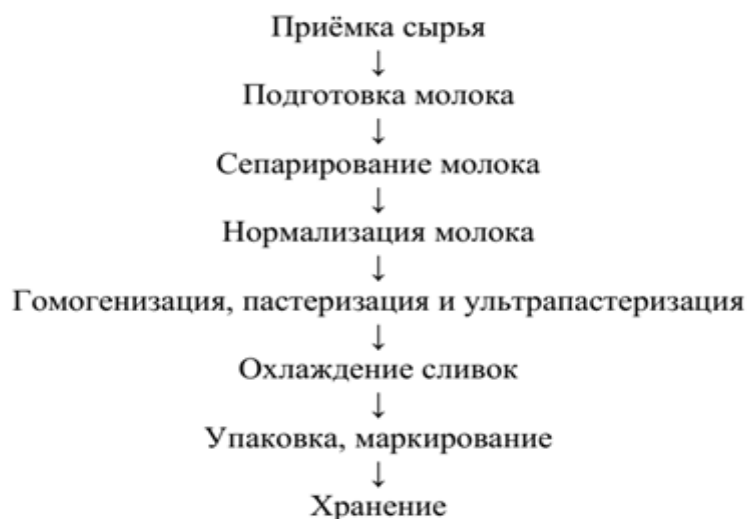 Приёмка сырья
↓
Подготовка молока
↓
Сепарирование молока
↓
Нормализация молока
↓
Гомогенизация, пастеризация и ультрапастеризация
↓
Охлаждение сливок
↓
Упаковка, маркирование
↓
Хранение